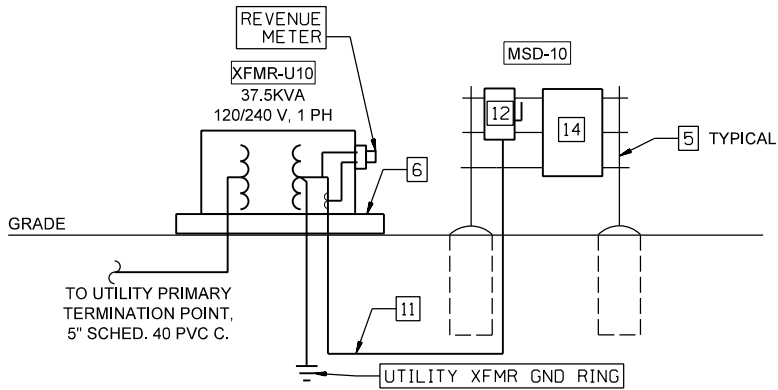 REVENUE
METER
XFMR-U10
37.5KVA
120/240 V, 1 PH
MSD-10
12
14
5 TYPICAL
6
GRADE
TO UTILITY PRIMARY
TERMINATION POINT,
5" SCHED. 40 PVC C.
11
UTILITY XFMR GND RING